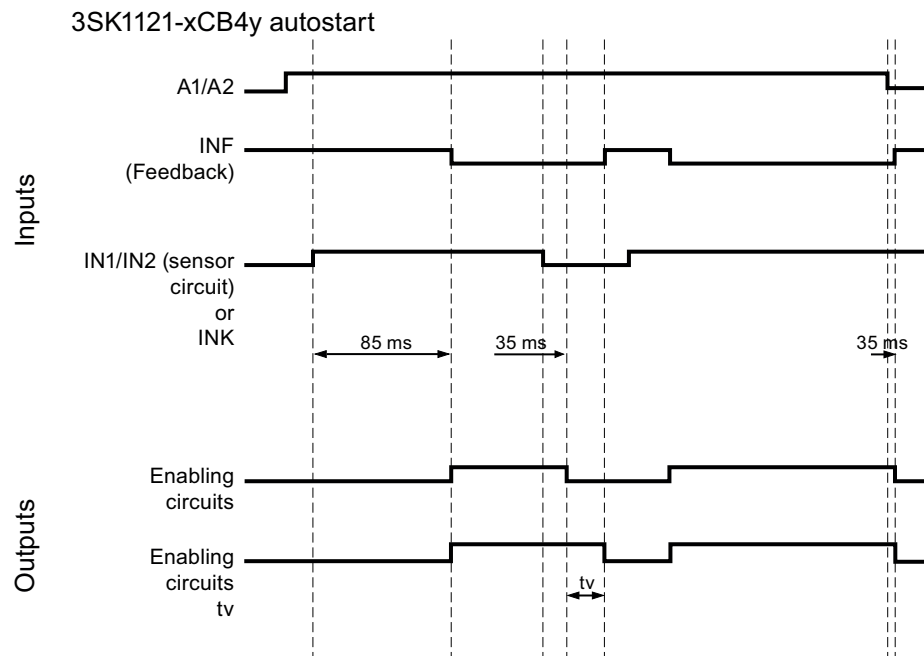 3SK1121-xCB4y autostart
Inputs
A1/A2
INF
(Feedback)
IN1/IN2 (sensor
circuit)
or
INK
85 ms
35 ms
35 ms
Outputs
Enabling
circuits
Enabling
circuits
tv
tv